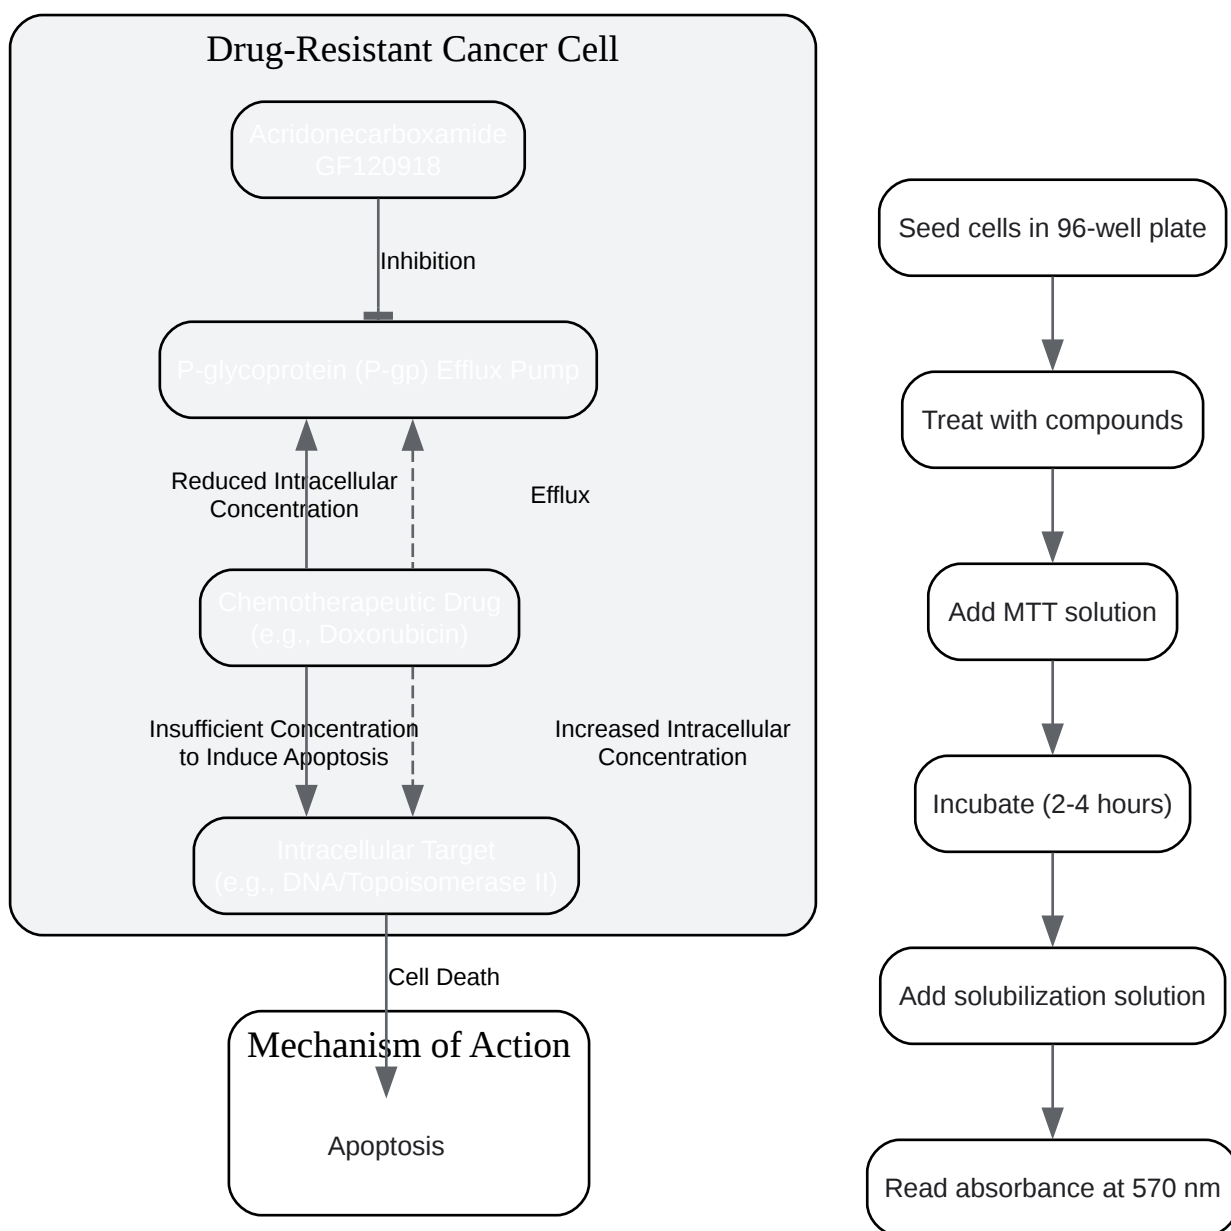 Drug-Resistant Cancer Cell
Acridonecarboxamide
GF120918
Inhibition
P-glycoprotein (P-gp) Efflux Pump
Reduced Intracellular
Concentration
Efflux
Chemotherapeutic Drug
(e.g., Doxorubicin)
Insufficient Concentration
to Induce Apoptosis
Increased Intracellular
Concentration
Intracellular Target
(e.g., DNA/Topoisomerase II)
Cell Death
Mechanism of Action
Apoptosis
Seed cells in 96-well plate
Treat with compounds
Add MTT solution
Incubate (2-4 hours)
Add solubilization solution
Read absorbance at 570 nm